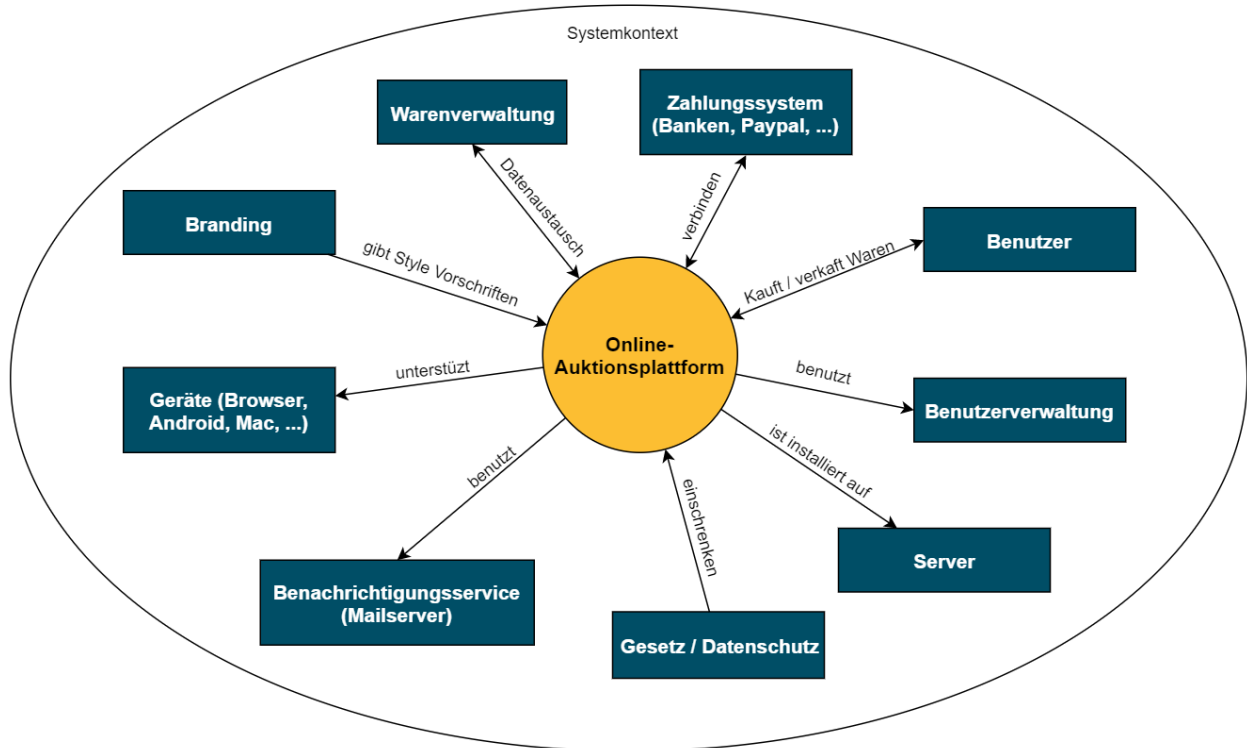 Systemkontext
Warenverwaltung
Zahlungssystem
(Banken, Paypal, ...)
Datenaustausch
verbinden
Branding
Benutzer
gibt Style Vorschriften
Kauft / verkaft Waren
Online-
Auktionsplattform
unterstüzt
benutzt
Geräte (Browser,
Android, Mac, ...)
Benutzerverwaltung
benutzt
ist installiert auf
einschrenken
Server
Benachrichtigungsservice
(Mailserver)
Gesetz / Datenschutz